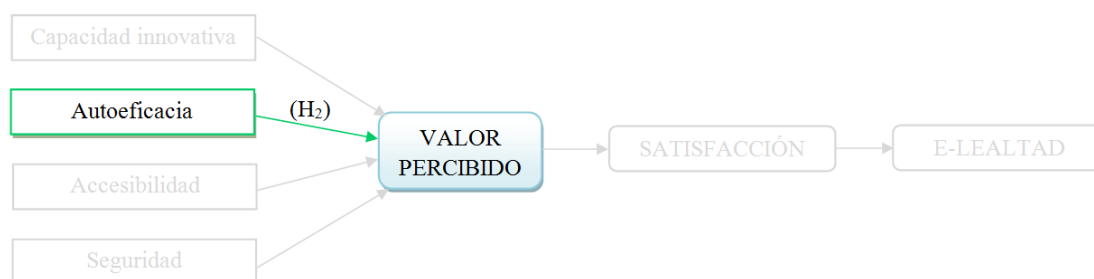 Capacidad innovativa
Autoeficacia
(H₂)
VALOR
PERCIBIDO
SATISFACCIÓN
E-LEALTAD
Accesibilidad
Seguridad